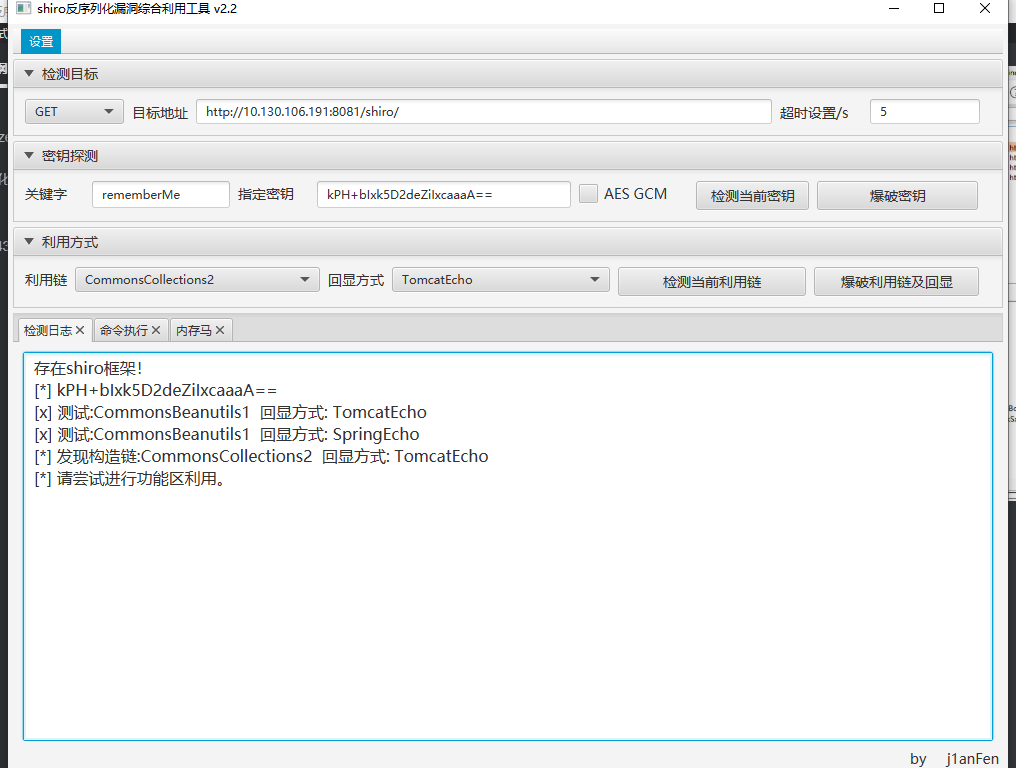 shiro反序列化漏洞综合利用工具 v2.2
设置
检测目标
GET 目标地址 http://10.130.106.191:8081/shiro/ 超时设置/s 5
密钥探测
关键字 rememberMe 指定密钥 kPH+bIxk5D2deZiIxcaaaA== AES GCM 检测当前密钥 爆破密钥
利用方式
利用链 CommonsCollections2 回显方式 TomcatEcho 检测当前利用链 爆破利用链及回显
检测日志 命令执行 内存马
存在shiro框架!
[*] kPH+bIxk5D2deZiIxcaaaA==
[x] 测试:CommonsBeanutils1 回显方式: TomcatEcho
[x] 测试:CommonsBeanutils1 回显方式: SpringEcho
[*] 发现构造链:CommonsCollections2 回显方式: TomcatEcho
[*] 请尝试进行功能区利用。
by j1anFen